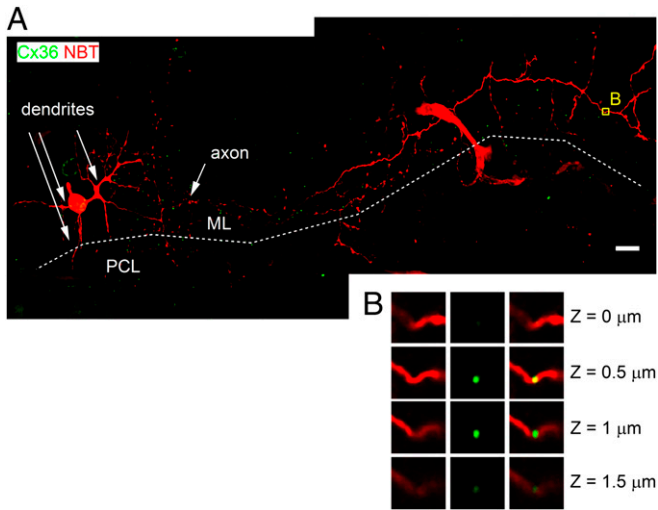 A
Cx36 NBT
dendrites
B
axon
ML
PCL
B
Z = 0 μm
Z = 0.5 μm
Z = 1 μm
Z = 1.5 μm